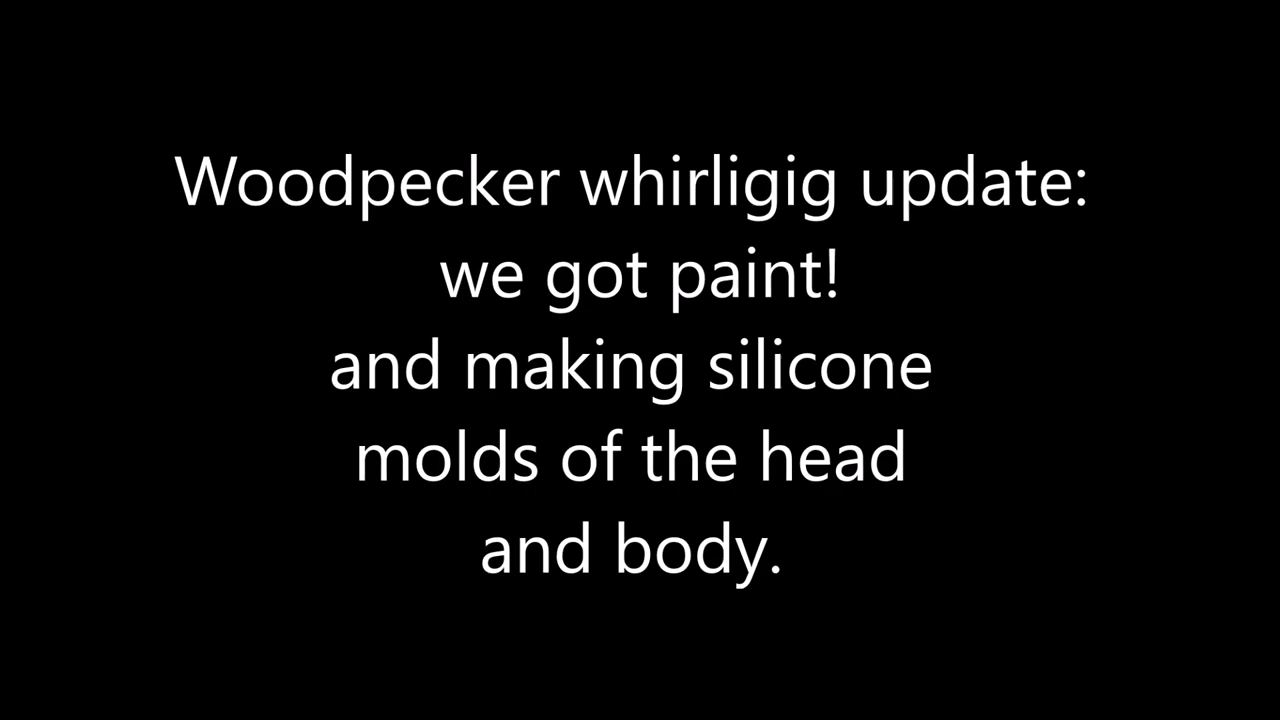 Woodpecker whirligig update:
we got paint!
and making silicone
molds of the head
and body.